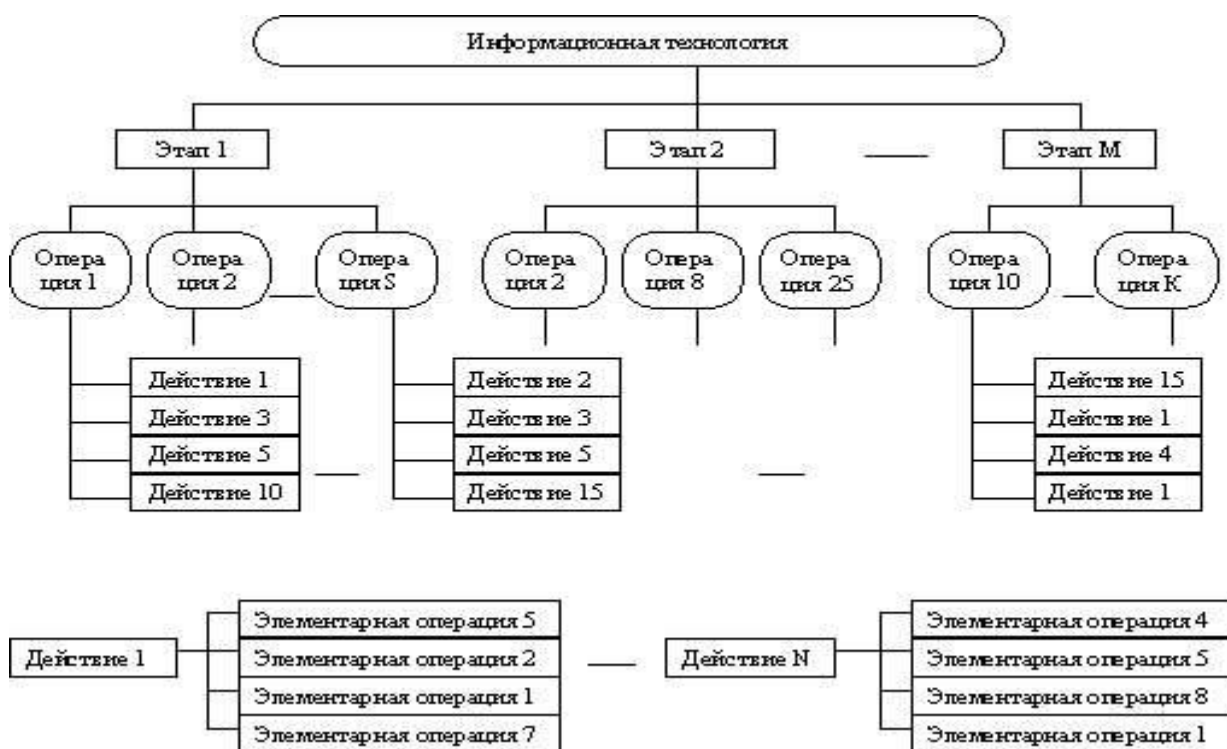 Информационная технология
Этап 1
Этап 2
Этап M
Опера
ция 1
Опера
ция 2
Опера
ция S
Опера
ция 2
Опера
ция 8
Опера
ция 25
Опера
ция 10
Опера
ция К
Действие 1
Действие 3
Действие 5
Действие 10
Действие 2
Действие 3
Действие 5
Действие 15
Действие 15
Действие 1
Действие 4
Действие 1
Действие 1
Элементарная операция 5
Элементарная операция 2
Элементарная операция 1
Элементарная операция 7
Действие N
Элементарная операция 4
Элементарная операция 5
Элементарная операция 8
Элементарная операция 1